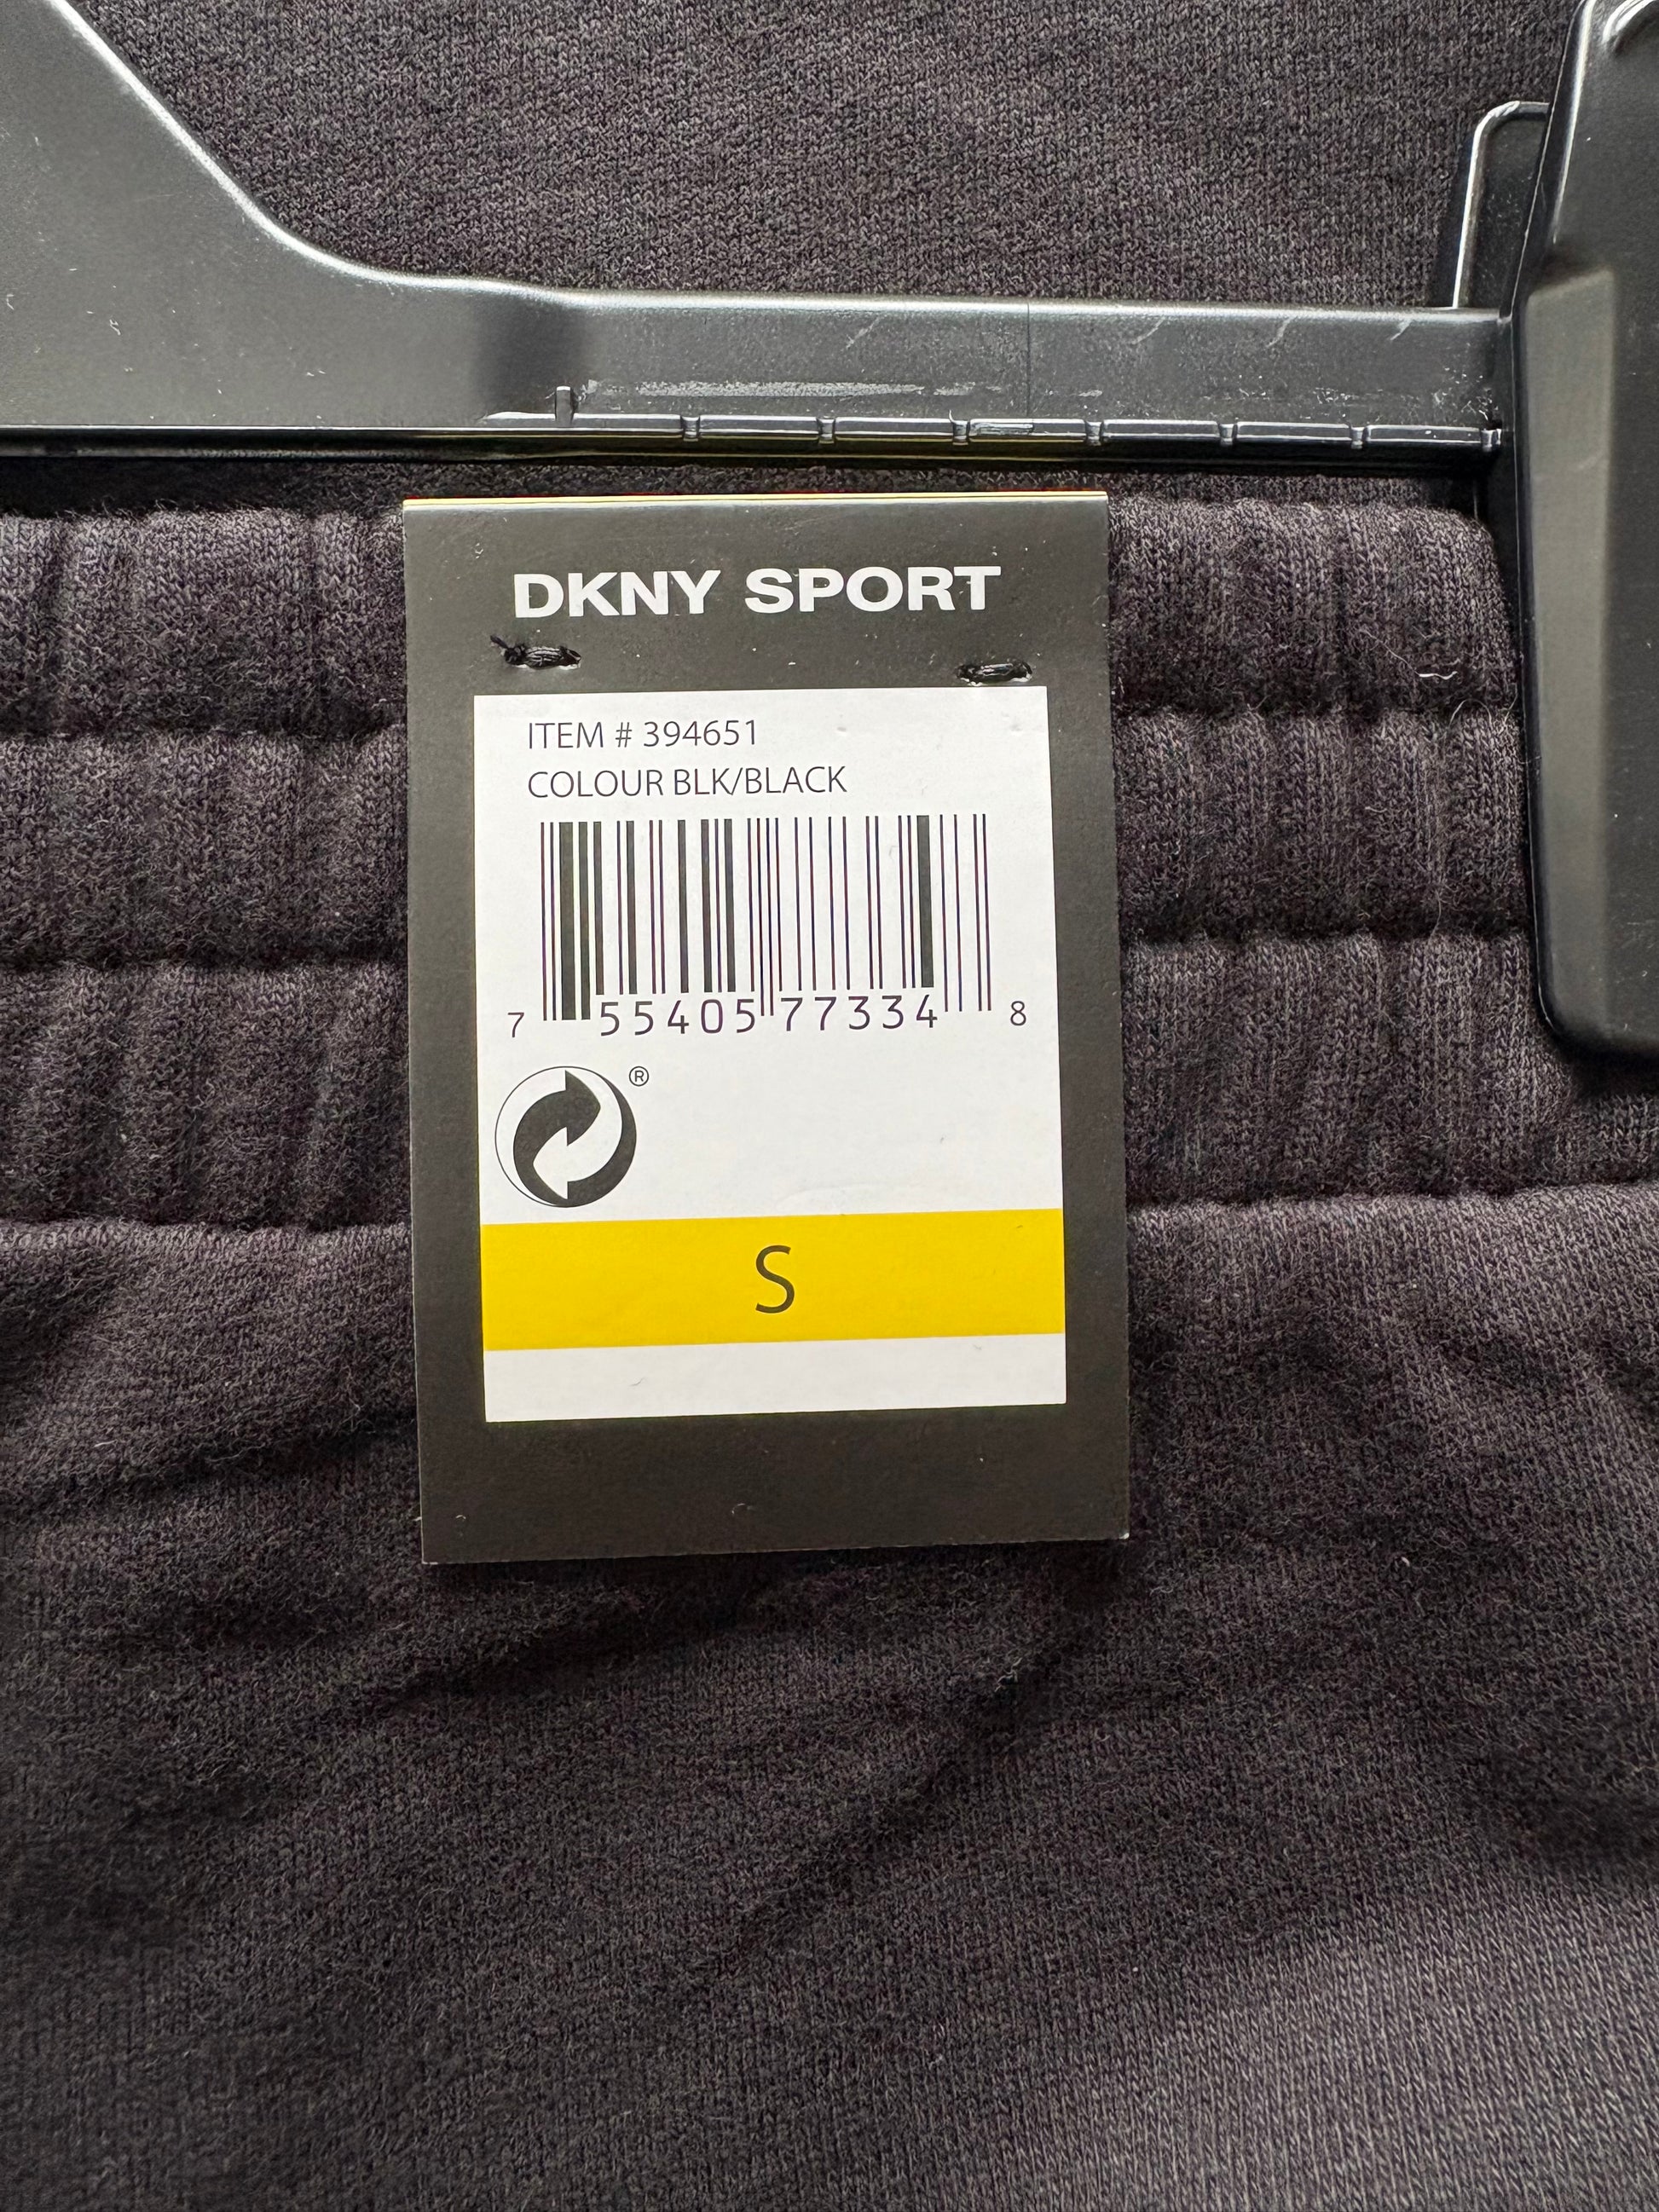 DKNY SPORT
ITEM # 394651
COLOUR BLK/BLACK
7 55405 77334 8
®
S